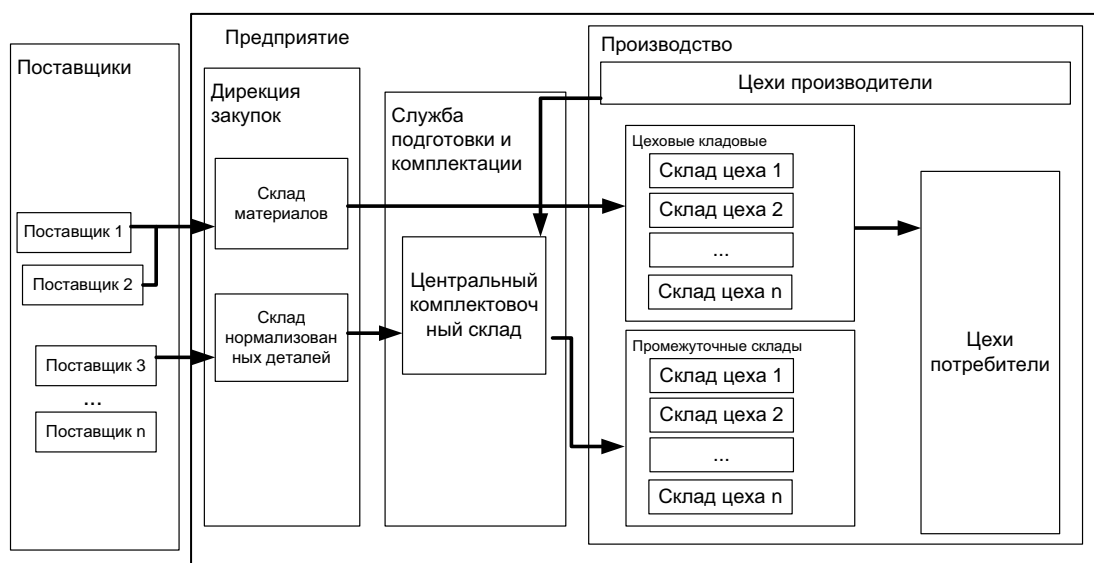 Предприятие
Поставщики
Поставщик 1
Поставщик 2
Поставщик 3
...
Поставщик n
Дирекция
закупок
Склад
материалов
Склад
нормализован
ных деталей
Служба
подготовки и
комплектации
Центральный
комплектовоч
ный склад
Производство
Цехи производители
Цеховые кладовые
Склад цеха 1
Склад цеха 2
...
Склад цеха n
Промежуточные склады
Склад цеха 1
Склад цеха 2
...
Склад цеха n
Цехи
потребители